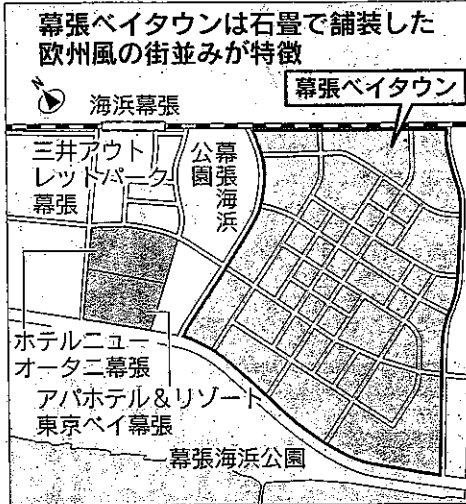 幕張ベイタウンは石畳で舗装した
欧州風の街並みが特徴
N
海浜幕張
幕張ベイタウン
三井アウト
レットパーク
幕張
幕張海浜
公園
ホテルニュー
オータニ幕張
アパホテル&リゾート
東京ベイ幕張
幕張海浜公園